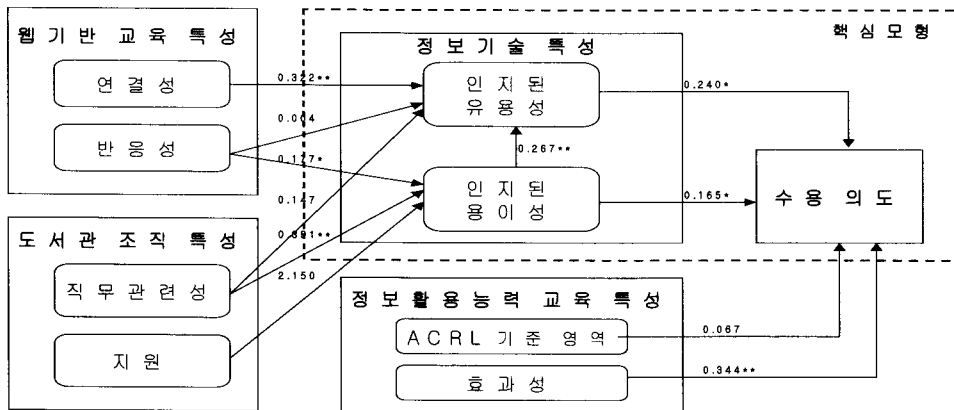 핵심모형
웹기반 교육 특성
연결성
반응성
정보기술 특성
인지된
유용성
인지된
용이성
0.322**
0.177*
0.147
2.150
0.267**
0.240*
0.165*
수용 의도
도서관 조직 특성
직무관련성
지원
정보활용능력 교육 특성
ACRL 기준 영역
효과성
0.067
0.344**